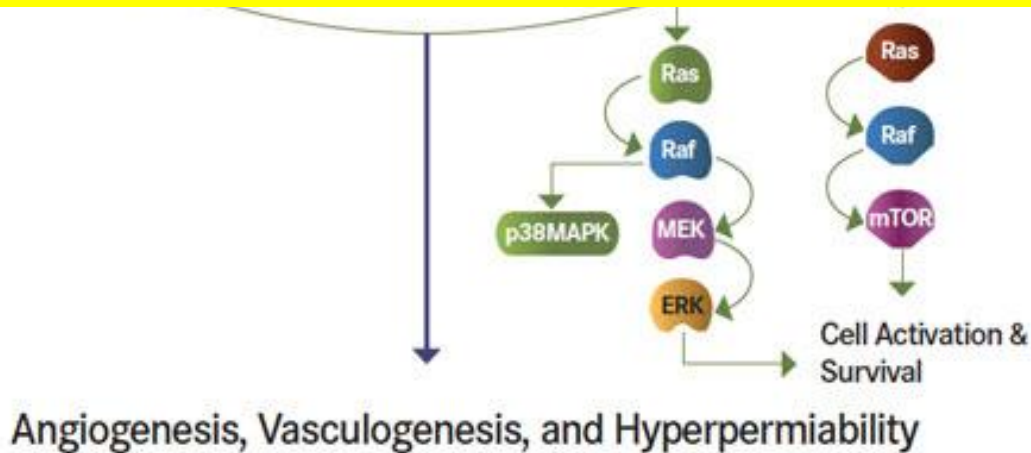 Ras
Ras
Raf
Raf
p38MAPK
MEK
mTOR
ERK
Cell Activation &
Survival
Angiogenesis, Vasculogenesis, and Hyperpermiability